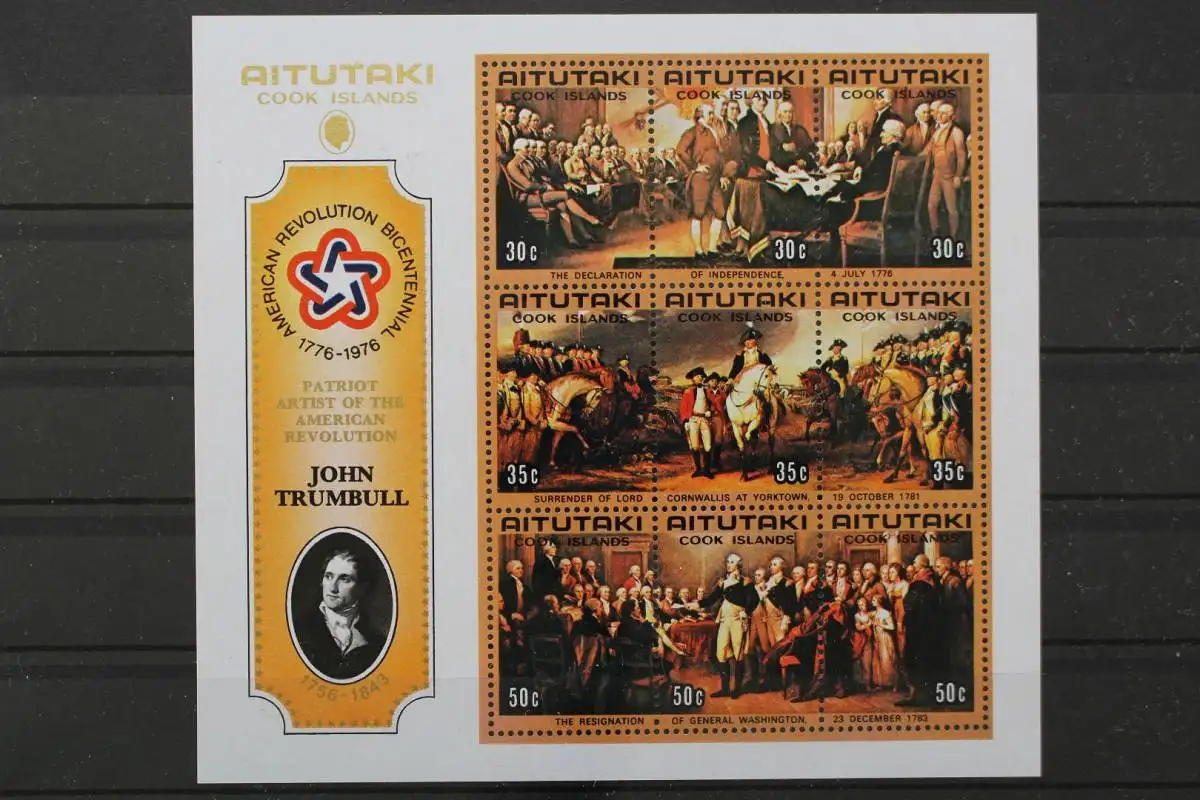 AITUTAKI
COOK ISLANDS
AMERICAN REVOLUTION BICENTENNIAL
1776-1976
PATRIOT
ARTIST OF THE
AMERICAN
REVOLUTION
JOHN
TRUMBULL
1756-1843
AITUTAKI AITUTAKI AITUTAKI
COOK ISLANDS COOK ISLANDS COOK ISLANDS
30c 30c 30c
THE DECLARATION OF INDEPENDENCE, 4 JULY 1776
AITUTAKI AITUTAKI AITUTAKI
COOK ISLANDS COOK ISLANDS COOK ISLANDS
35c 35c 35c
SURRENDER OF LORD CORNWALLIS AT YORKTOWN, 19 OCTOBER 1781
AITUTAKI AITUTAKI AITUTAKI
COOK ISLANDS COOK ISLANDS COOK ISLANDS
50c 50c 50c
THE RESIGNATION OF GENERAL WASHINGTON, 23 DECEMBER 1783